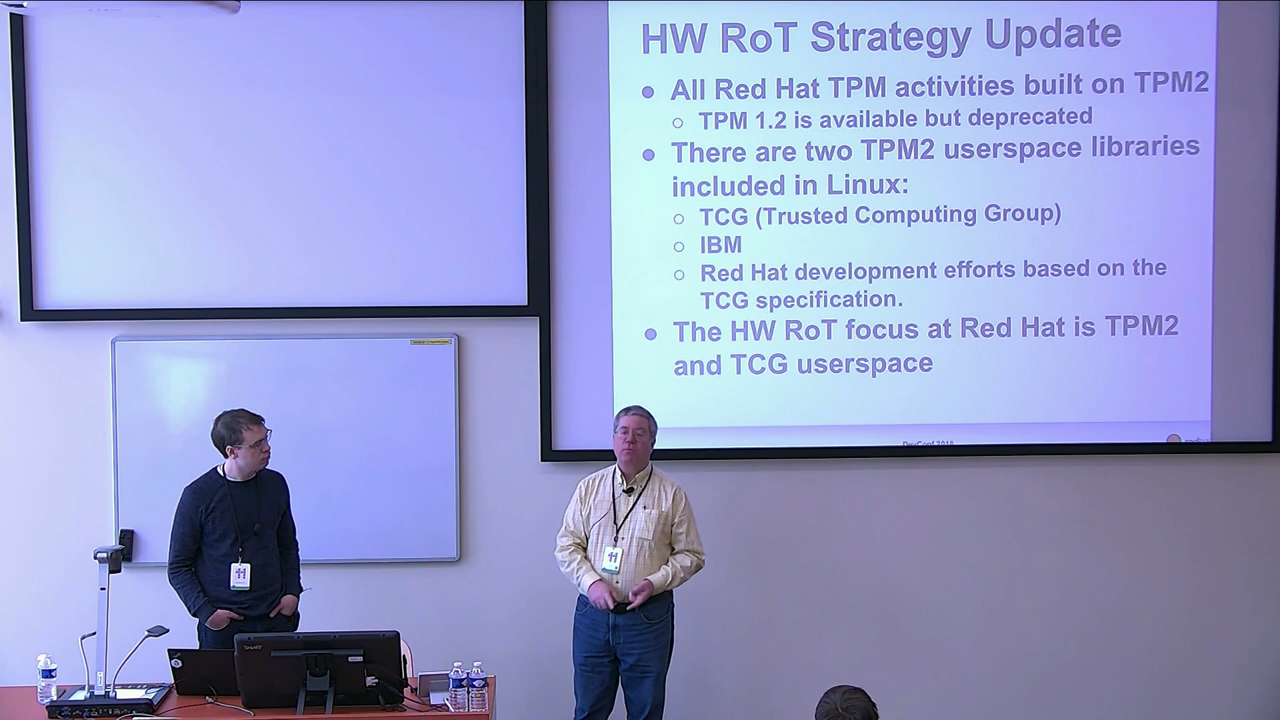 HW RoT Strategy Update
● All Red Hat TPM activities built on TPM2
○ TPM 1.2 is available but deprecated
● There are two TPM2 userspace libraries
included in Linux:
○ TCG (Trusted Computing Group)
○ IBM
○ Red Hat development efforts based on the
TCG specification.
● The HW RoT focus at Red Hat is TPM2
and TCG userspace
DevConf 2018